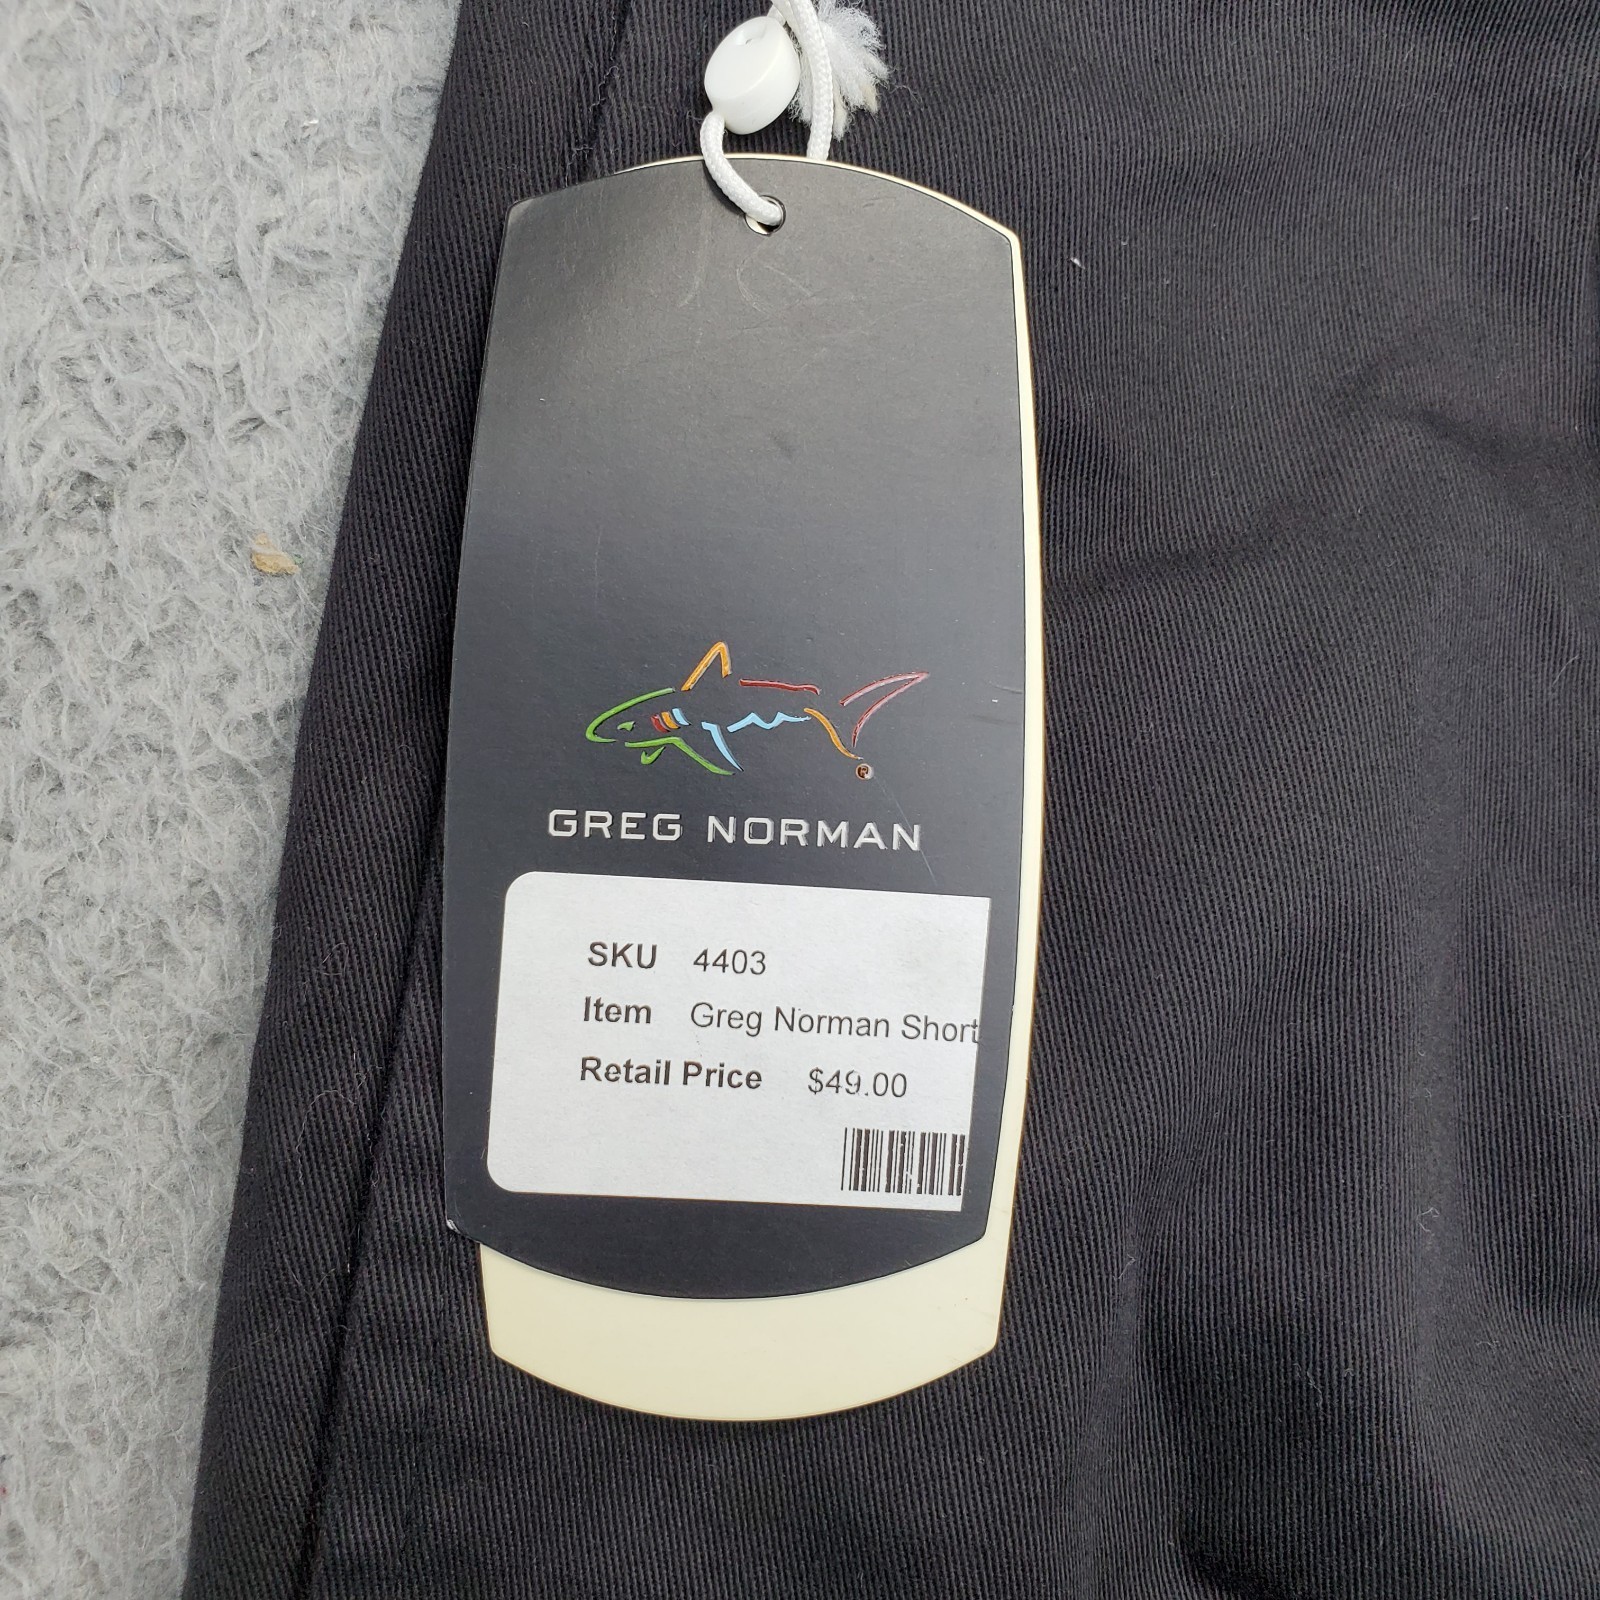 ®
GREG NORMAN
SKU 4403
Item Greg Norman Short
Retail Price $49.00